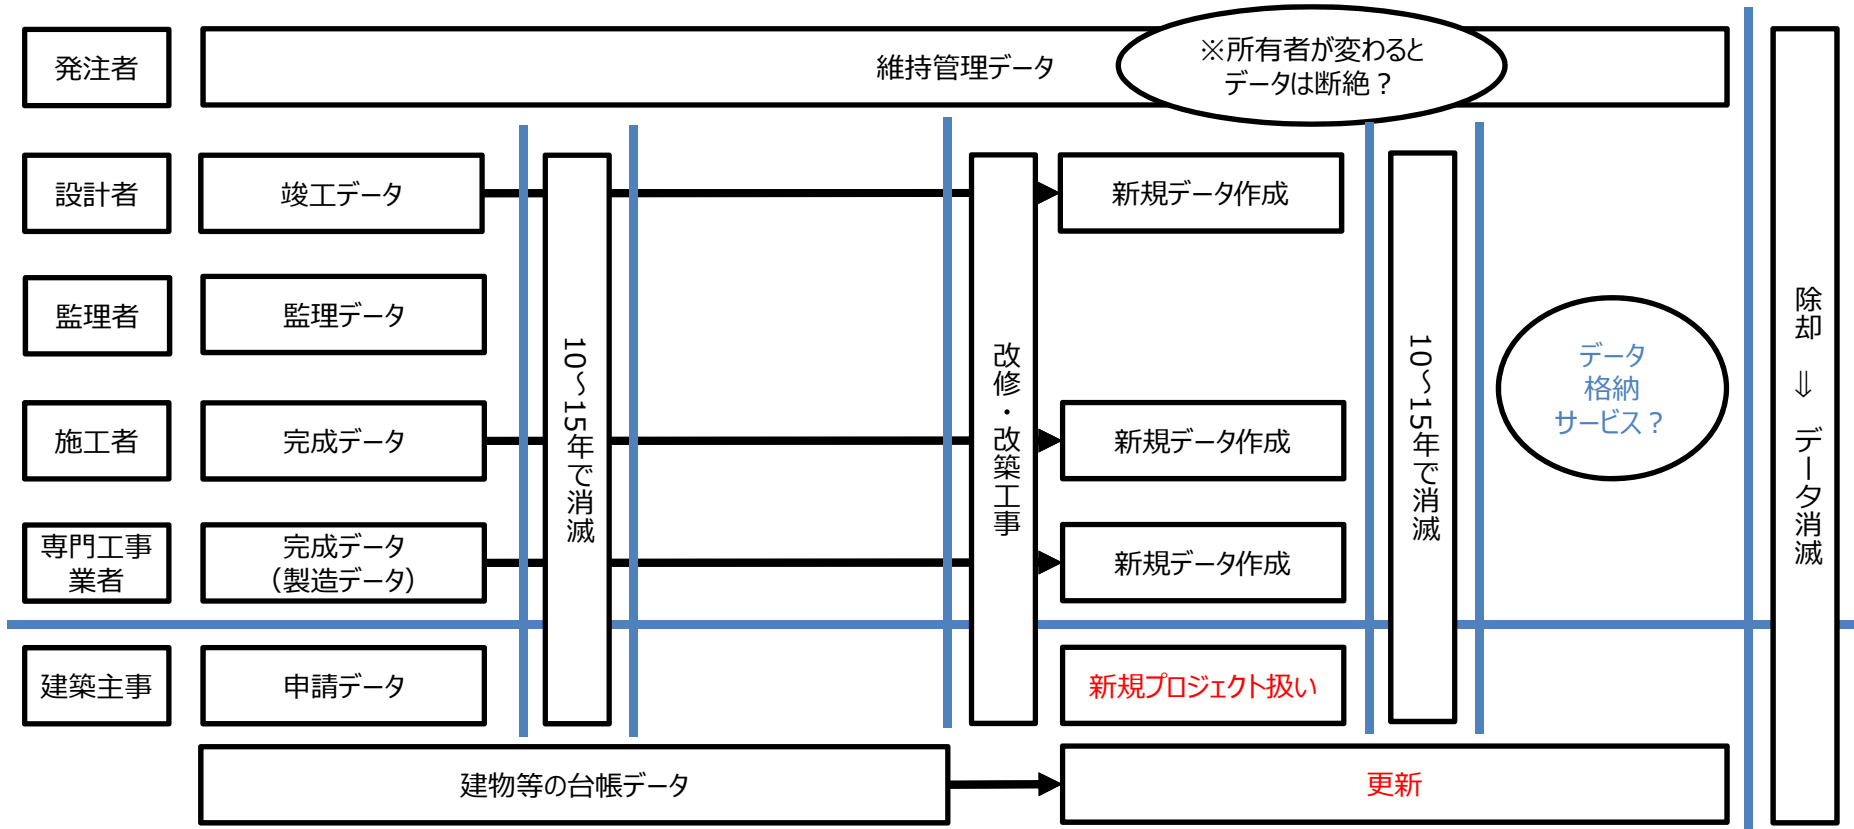 発注者
維持管理データ
※所有者が変わると
データは断絶？
設計者
竣工データ
新規データ作成
監理者
監理データ
施工者
完成データ
新規データ作成
専門工事
業者
完成データ
（製造データ）
新規データ作成
建築主事
申請データ
新規プロジェクト扱い
建物等の台帳データ
更新
10～15年で消滅
改修・改築工事
10～15年で消滅
データ
格納
サービス？
除却 ⇒ データ消滅